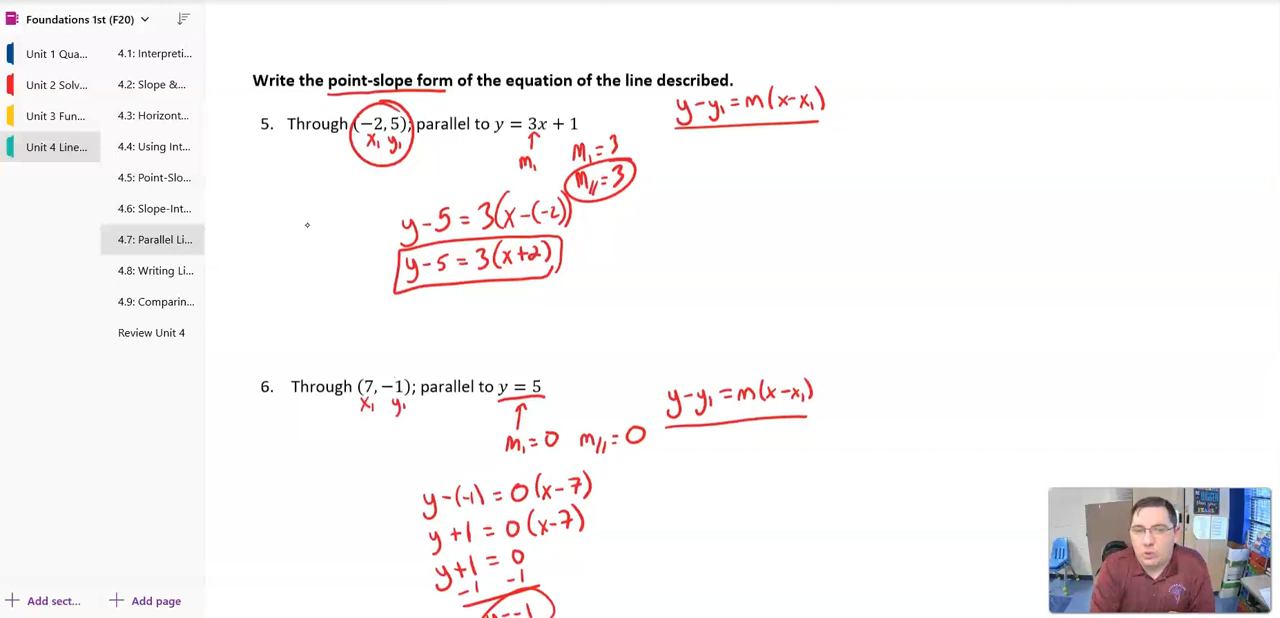 Foundations 1st (F20)
Unit 1 Qua...
Unit 2 Solv...
Unit 3 Fun...
Unit 4 Line...
4.1: Interpreti...
4.2: Slope &...
4.3: Horizont...
4.4: Using Int...
4.5: Point-Slo...
4.6: Slope-Int...
4.7: Parallel Li...
4.8: Writing Li...
4.9: Comparin...
Review Unit 4
+ Add sect...
+ Add page
Write the point-slope form of the equation of the line described.
y-y₁=m(x-x₁)
5. Through (−2, 5); parallel to y = 3x + 1
x₁ y₁
m₁
m₁=3
m∥=3
y-5=3(x-(-2))
y-5=3(x+2)
6. Through (7, −1); parallel to y = 5
x₁ y₁
y-y₁=m(x-x₁)
m₁=0 m∥=0
y-(-1)=0(x-7)
y+1=0(x-7)
y+1=0
-1 -1
y=-1